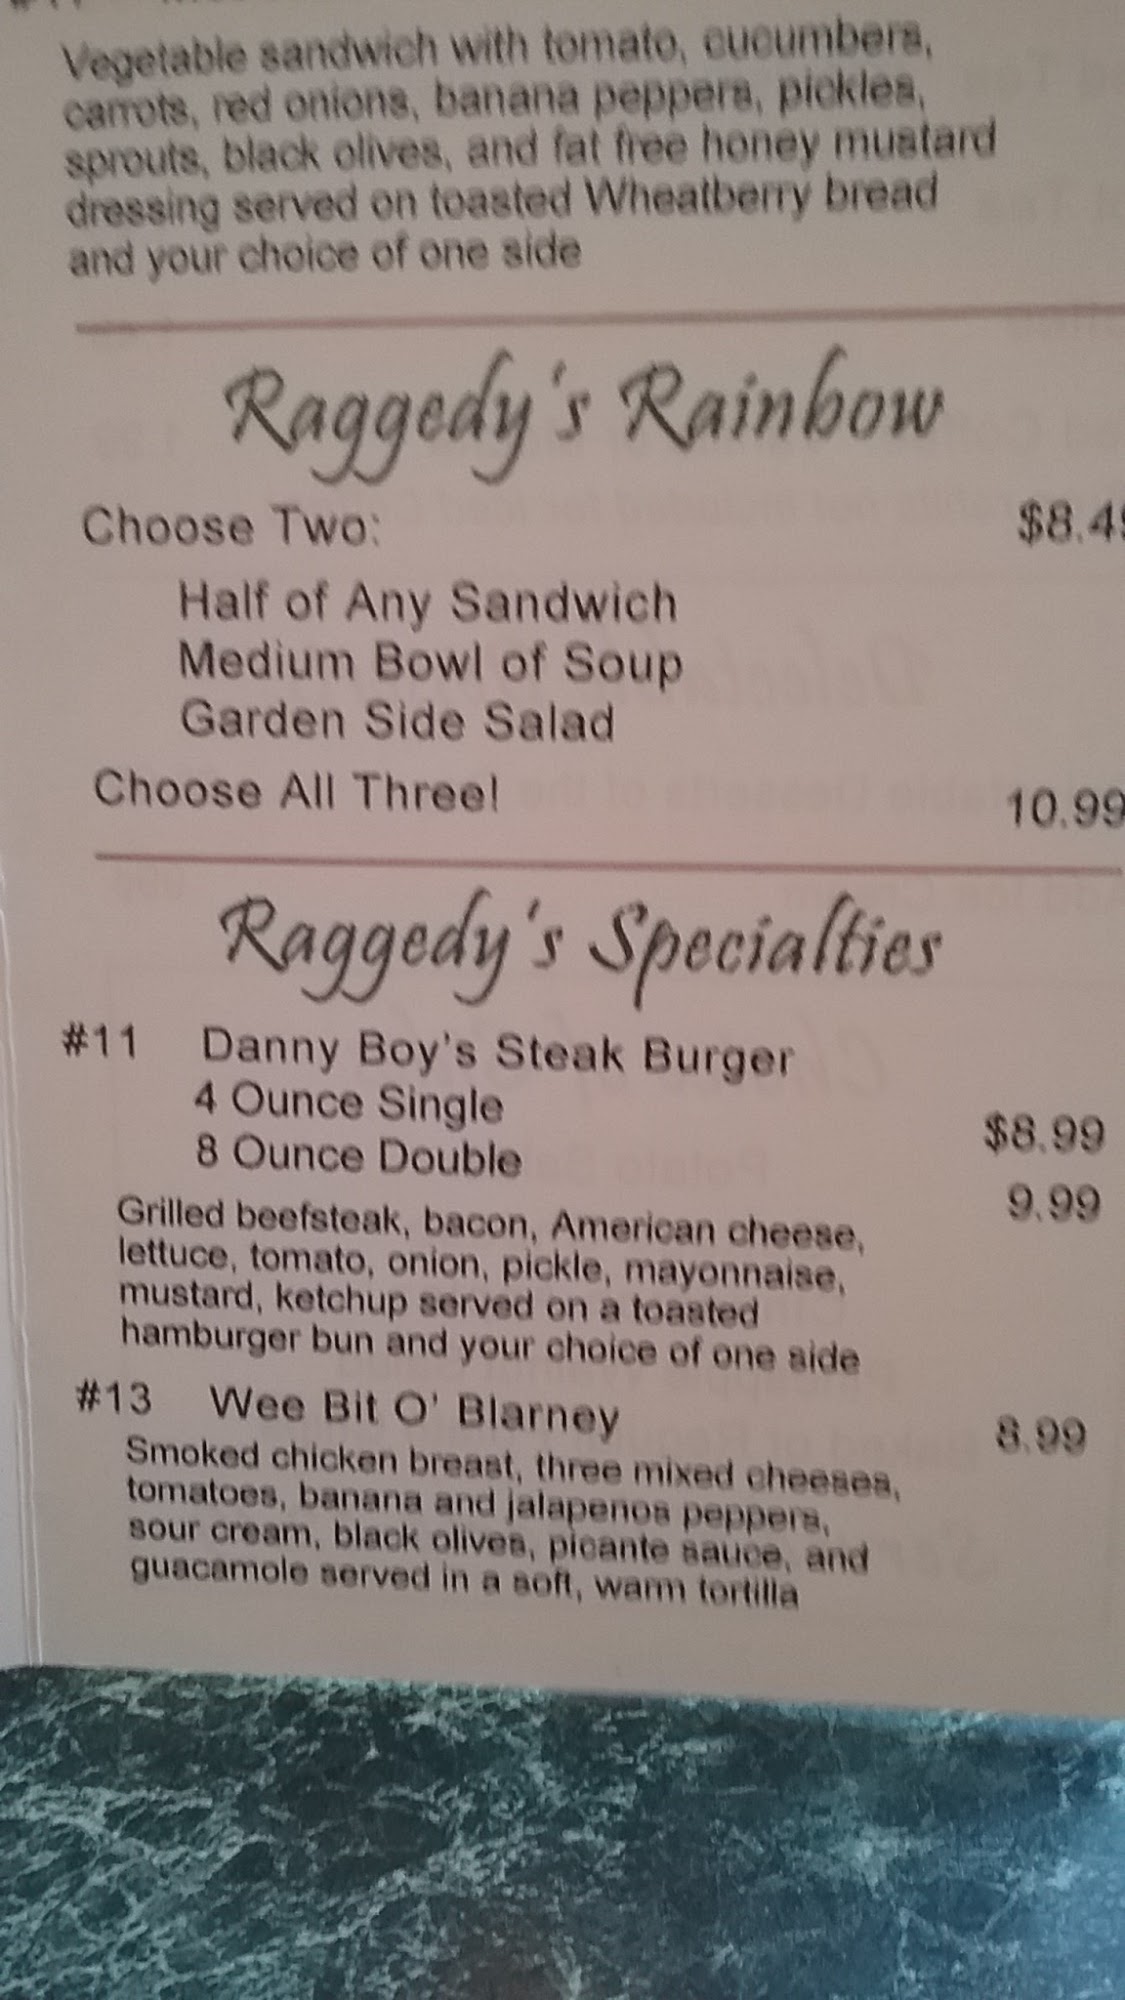 Vegetable sandwich with tomato, cucumbers,
carrots, red onions, banana peppers, pickles,
sprouts, black olives, and fat free honey mustard
dressing served on toasted Wheatberry bread
and your choice of one side
Raggedy's Rainbow
Choose Two: $8.49
Half of Any Sandwich
Medium Bowl of Soup
Garden Side Salad
Choose All Three! 10.99
Raggedy's Specialties
#11 Danny Boy's Steak Burger
4 Ounce Single $8.99
8 Ounce Double 9.99
Grilled beefsteak, bacon, American cheese,
lettuce, tomato, onion, pickle, mayonnaise,
mustard, ketchup served on a toasted
hamburger bun and your choice of one side
#13 Wee Bit O' Blarney 8.99
Smoked chicken breast, three mixed cheeses,
tomatoes, banana and jalapenos peppers,
sour cream, black olives, picante sauce, and
guacamole served in a soft, warm tortilla